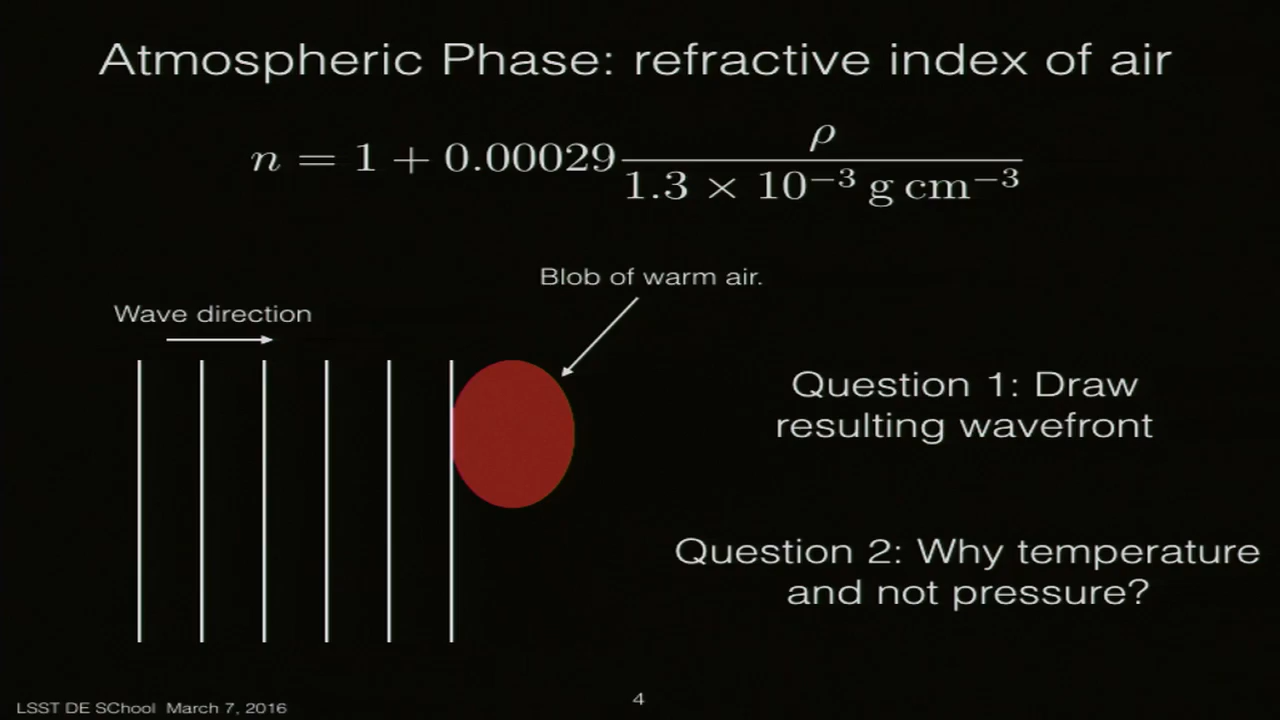 Atmospheric Phase: refractive index of air
n = 1 + 0.00029 ρ / 1.3 × 10⁻³ g cm⁻³
Blob of warm air.
Wave direction
Question 1: Draw
resulting wavefront
Question 2: Why temperature
and not pressure?
LSST DE SChool March 7, 2016
4